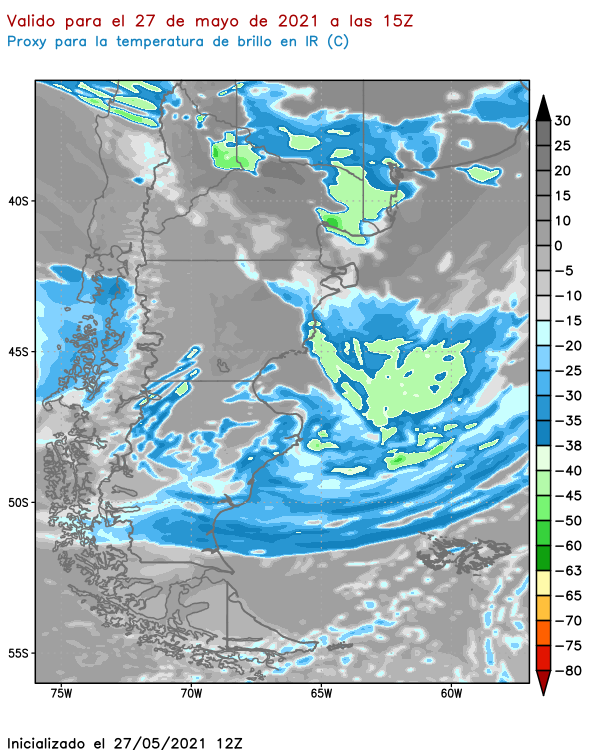 Valido para el 27 de mayo de 2021 a las 15Z
Proxy para la temperatura de brillo en IR (C)
30
25
20
15
10
0
-5
-10
-15
-20
-25
-30
-35
-38
-40
-45
-50
-60
-63
-65
-70
-75
-80
40S
45S
50S
55S
75W 70W 65W 60W
Inicializado el 27/05/2021 12Z